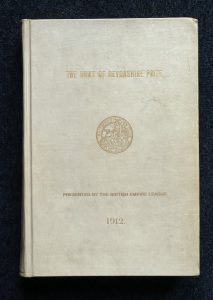 THE DUKE OF DEVONSHIRE PRIZE
PRESENTED BY THE BRITISH EMPIRE LEAGUE
1912.